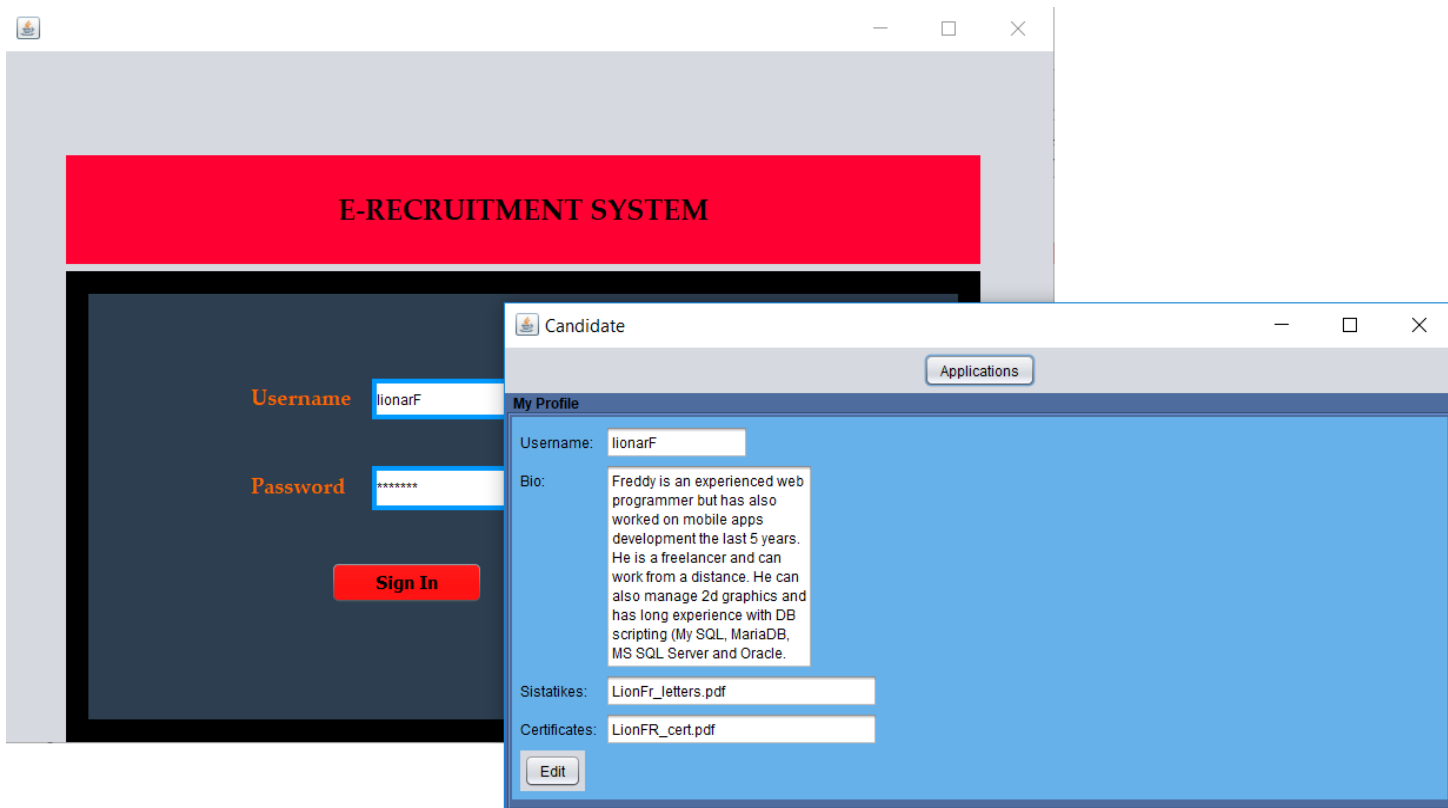 E-RECRUITMENT SYSTEM
Username
lionarF
Password
*******
Sign In
Candidate
Applications
My Profile
Username:
lionarF
Bio:
Freddy is an experienced web
programmer but has also
worked on mobile apps
development the last 5 years.
He is a freelancer and can
work from a distance. He can
also manage 2d graphics and
has long experience with DB
scripting (My SQL, MariaDB,
MS SQL Server and Oracle.
Sistatikes:
LionFr_letters.pdf
Certificates:
LionFR_cert.pdf
Edit